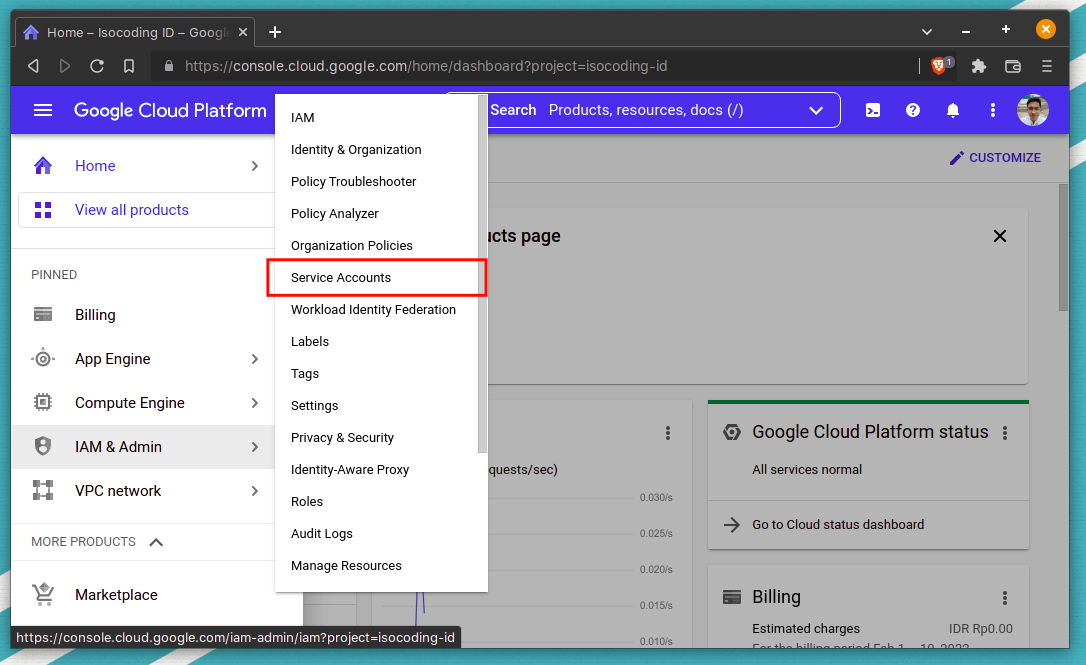 Home – Isocoding ID – Google
https://console.cloud.google.com/home/dashboard?project=isocoding-id
1
Google Cloud Platform
Search Products, resources, docs (/)
Home
View all products
PINNED
Billing
App Engine
Compute Engine
IAM & Admin
VPC network
MORE PRODUCTS
Marketplace
IAM
Identity & Organization
Policy Troubleshooter
Policy Analyzer
Organization Policies
Service Accounts
Workload Identity Federation
Labels
Tags
Settings
Privacy & Security
Identity-Aware Proxy
Roles
Audit Logs
Manage Resources
CUSTOMIZE
ucts page
quests/sec)
0.030/s
0.025/s
0.020/s
0.015/s
0.010/s
Google Cloud Platform status
All services normal
Go to Cloud status dashboard
Billing
Estimated charges IDR Rp0.00
For the billing period Feb 1 – 10, 2022
https://console.cloud.google.com/iam-admin/iam?project=isocoding-id